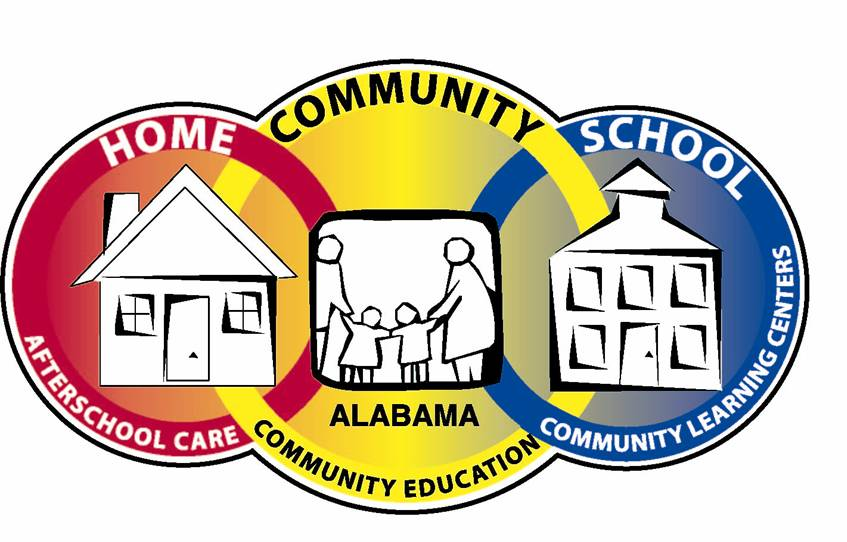 HOME
COMMUNITY
SCHOOL
ALABAMA
AFTERSCHOOL CARE
COMMUNITY EDUCATION
COMMUNITY LEARNING CENTERS